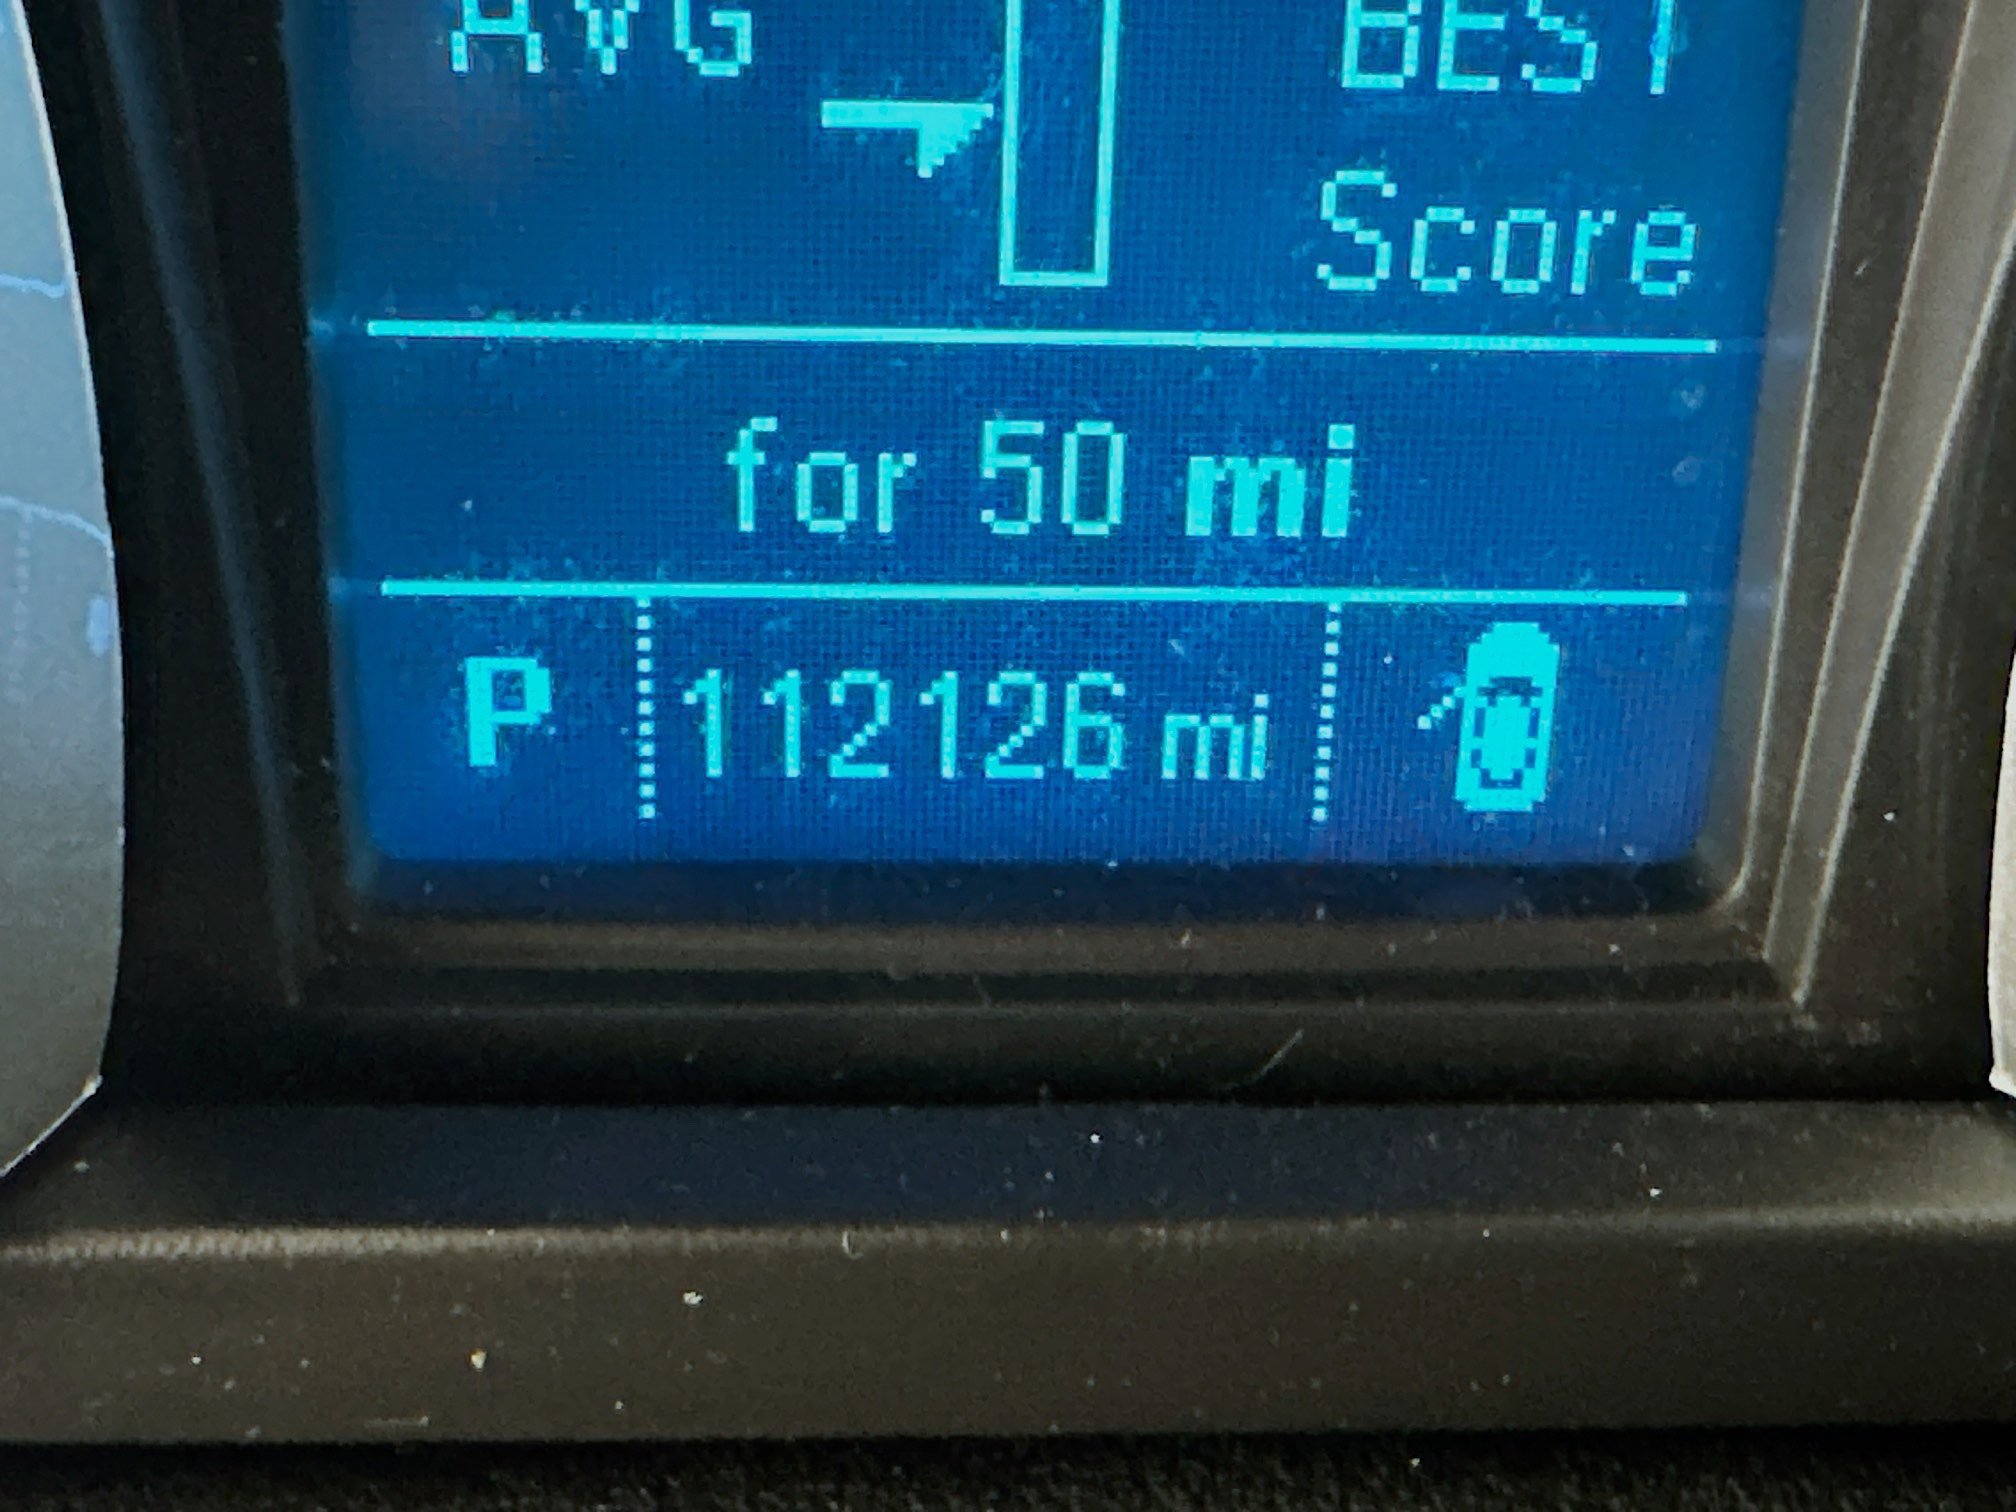 AVG BEST
Score
for 50 mi
P 112126 mi